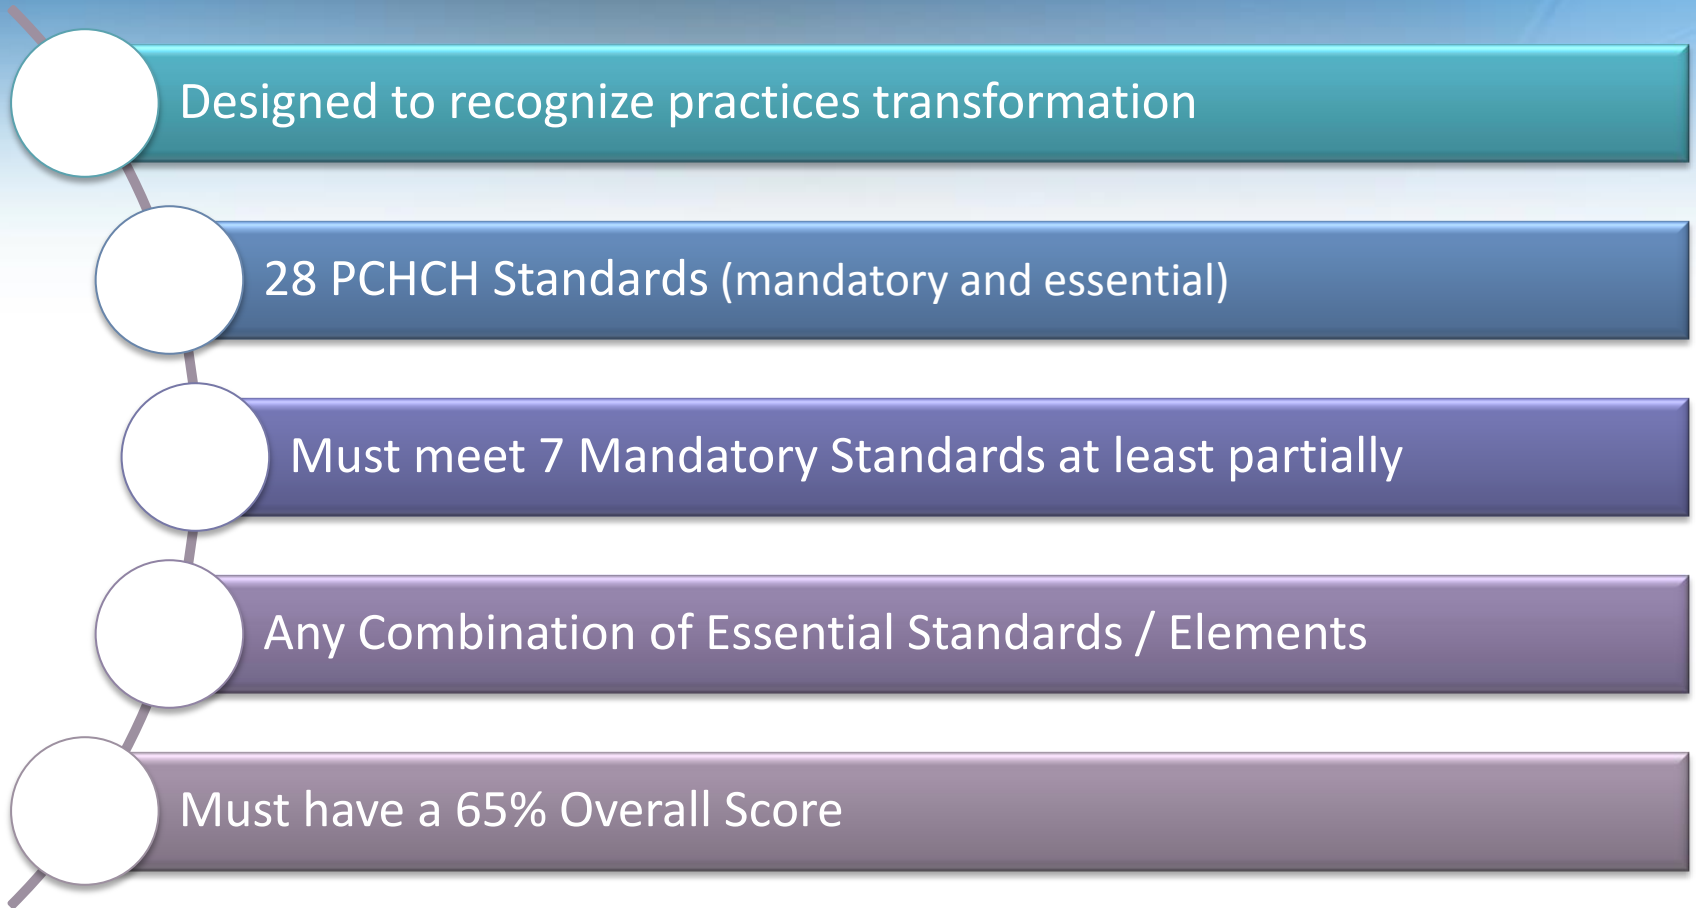 Designed to recognize practices transformation
28 PCHCH Standards (mandatory and essential)
Must meet 7 Mandatory Standards at least partially
Any Combination of Essential Standards / Elements
Must have a 65% Overall Score